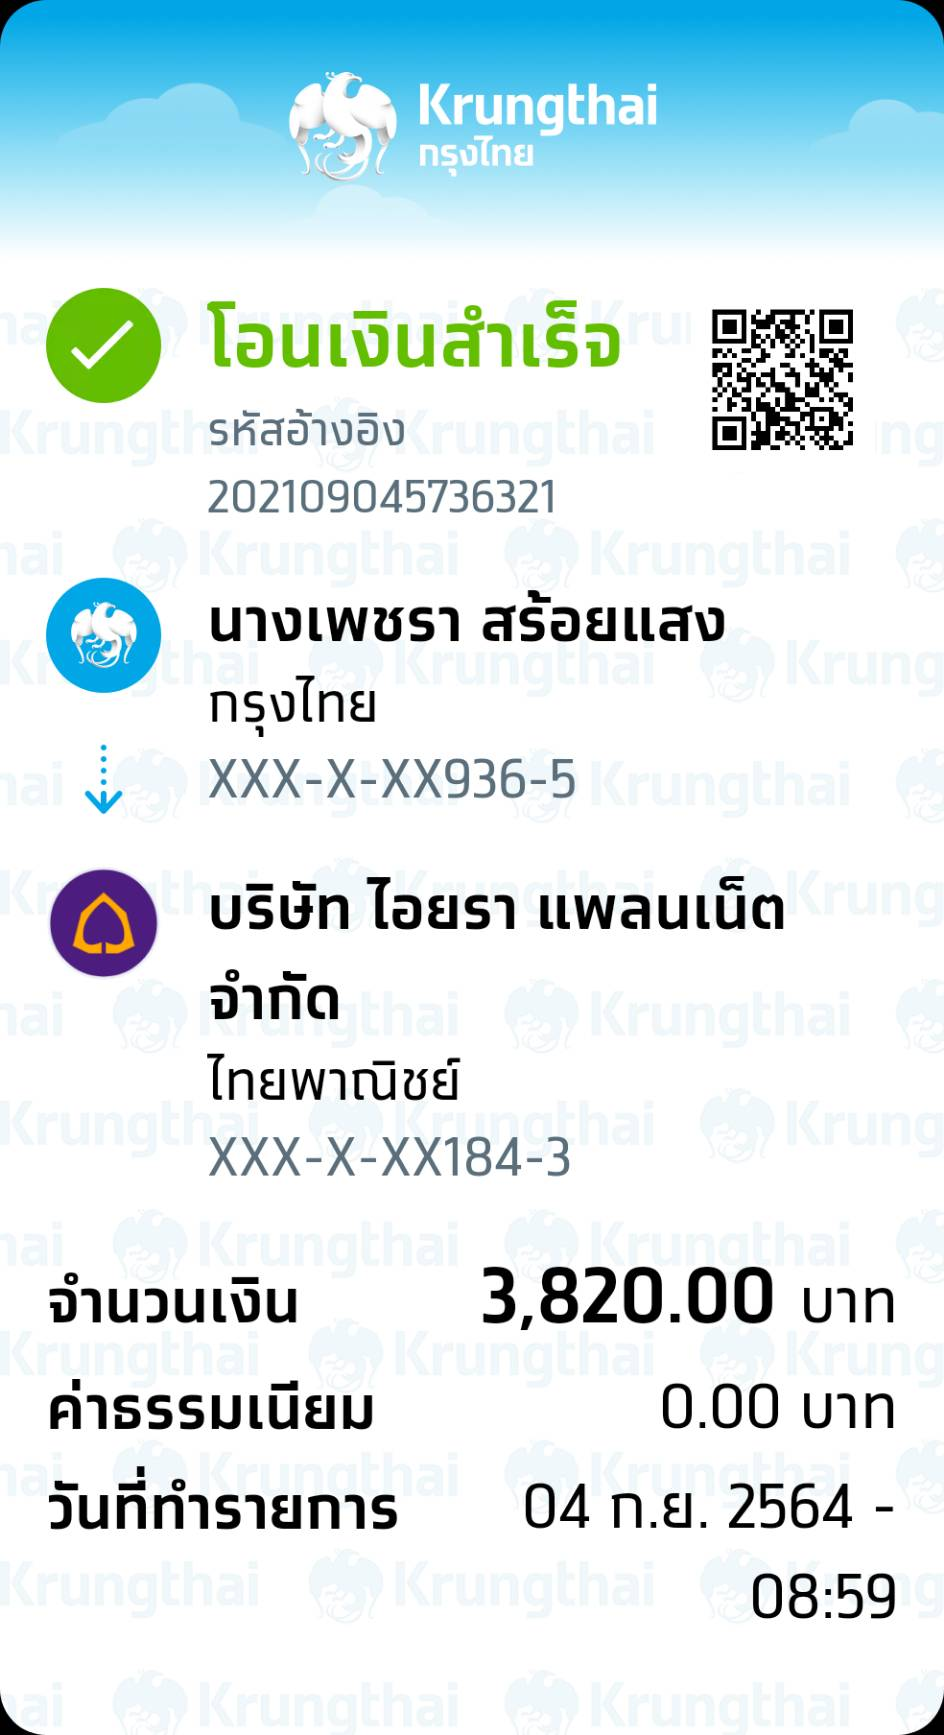 Krungthai
กรุงไทย
โอนเงินสำเร็จ
รหัสอ้างอิง
202109045736321
นางเพชรา สร้อยแสง
กรุงไทย
XXX-X-XX936-5
บริษัท ไอยรา แพลนเน็ต
จำกัด
ไทยพาณิชย์
XXX-X-XX184-3
จำนวนเงิน 3,820.00 บาท
ค่าธรรมเนียม 0.00 บาท
วันที่ทำรายการ 04 ก.ย. 2564 -
08:59